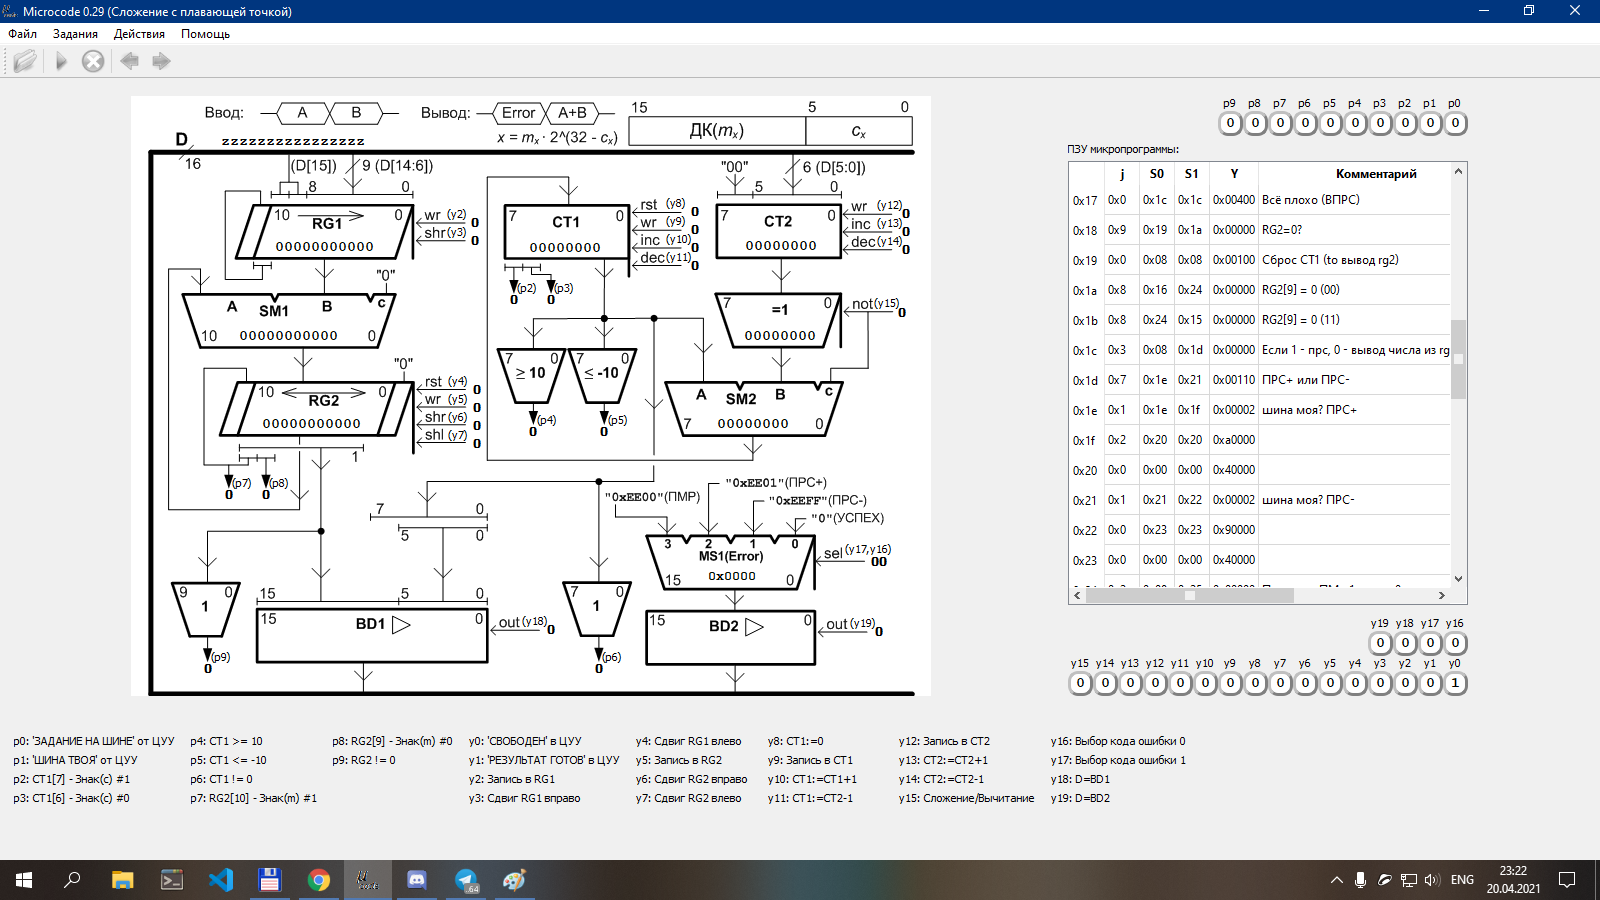 Microcode 0.29 (Сложение с плавающей точкой)
Файл Задания Действия Помощь
Ввод: A B Вывод: Error A+B 15 5 0
x = mx · 2^(32 - cx) ДК(mx) cx
D 16 zzzzzzzzzzzzzzzz
(D[15]) 9 (D[14:6]) "00" 6 (D[5:0])
8 0 5 0
10 RG1 0 00000000000
wr (y2) 0
shr (y3) 0
7 CT1 0 00000000
rst (y8) 0
wr (y9) 0
inc (y10) 0
dec (y11) 0
7 CT2 0 00000000
wr (y12) 0
inc (y13) 0
dec (y14) 0
(p2) 0 (p3) 0
"0"
A SM1 B c
10 00000000000 0
7 =1 0 00000000
not (y15) 0
7 0 ≥ 10 (p4) 0
7 0 ≤ -10 (p5) 0
"0"
10 RG2 0 00000000000
rst (y4) 0
wr (y5) 0
shr (y6) 0
shl (y7) 0
A B c
SM2
7 00000000 0
1
(p7) 0 (p8) 0
7 0
5 0
"0xEE00"(ПМР) "0xEE01"(ПРС+)
"0xEEFF"(ПРС-)
"0"(УСПЕХ)
3 2 1 0
MS1(Error)
15 0x0000 0
sel (y17,y16) 00
9 0 1 (p9) 0
15 5 0
15 BD1 0
out (y18) 0
7 0 1 (p6) 0
15 BD2 0
out (y19) 0
p9 p8 p7 p6 p5 p4 p3 p2 p1 p0
0 0 0 0 0 0 0 0 0 0
ПЗУ микропрограммы:
j S0 S1 Y Комментарий
0x17 0x0 0x1c 0x1c 0x00400 Всё плохо (ВПРС)
0x18 0x9 0x19 0x1a 0x00000 RG2=0?
0x19 0x0 0x08 0x08 0x00100 Сброс CT1 (to вывод rg2)
0x1a 0x8 0x16 0x24 0x00000 RG2[9] = 0 (00)
0x1b 0x8 0x24 0x15 0x00000 RG2[9] = 0 (11)
0x1c 0x3 0x08 0x1d 0x00000 Если 1 - прс, 0 - вывод числа из rg
0x1d 0x7 0x1e 0x21 0x00110 ПРС+ или ПРС-
0x1e 0x1 0x1e 0x1f 0x00002 шина моя? ПРС+
0x1f 0x2 0x20 0x20 0xa0000
0x20 0x0 0x00 0x00 0x40000
0x21 0x1 0x21 0x22 0x00002 шина моя? ПРС-
0x22 0x0 0x23 0x23 0x90000
0x23 0x0 0x00 0x00 0x40000
y19 y18 y17 y16
0 0 0 0
y15 y14 y13 y12 y11 y10 y9 y8 y7 y6 y5 y4 y3 y2 y1 y0
0 0 0 0 0 0 0 0 0 0 0 0 0 0 0 1
p0: 'ЗАДАНИЕ НА ШИНЕ' от ЦУУ p4: CT1 >= 10 p8: RG2[9] - Знак(m) #0 y0: 'СВОБОДЕН' в ЦУУ y4: Сдвиг RG1 влево y8: CT1:=0 y12: Запись в CT2 y16: Выбор кода ошибки 0
p1: 'ШИНА ТВОЯ' от ЦУУ p5: CT1 <= -10 p9: RG2 != 0 y1: 'РЕЗУЛЬТАТ ГОТОВ' в ЦУУ y5: Запись в RG2 y9: Запись в CT1 y13: CT2:=CT2+1 y17: Выбор кода ошибки 1
p2: CT1[7] - Знак(c) #1 p6: CT1 != 0 y2: Запись в RG1 y6: Сдвиг RG2 вправо y10: CT1:=CT1+1 y14: CT2:=CT2-1 y18: D=BD1
p3: CT1[6] - Знак(c) #0 p7: RG2[10] - Знак(m) #1 y3: Сдвиг RG1 вправо y7: Сдвиг RG2 влево y11: CT1:=CT2-1 y15: Сложение/Вычитание y19: D=BD2
64
ENG
23:22
20.04.2021